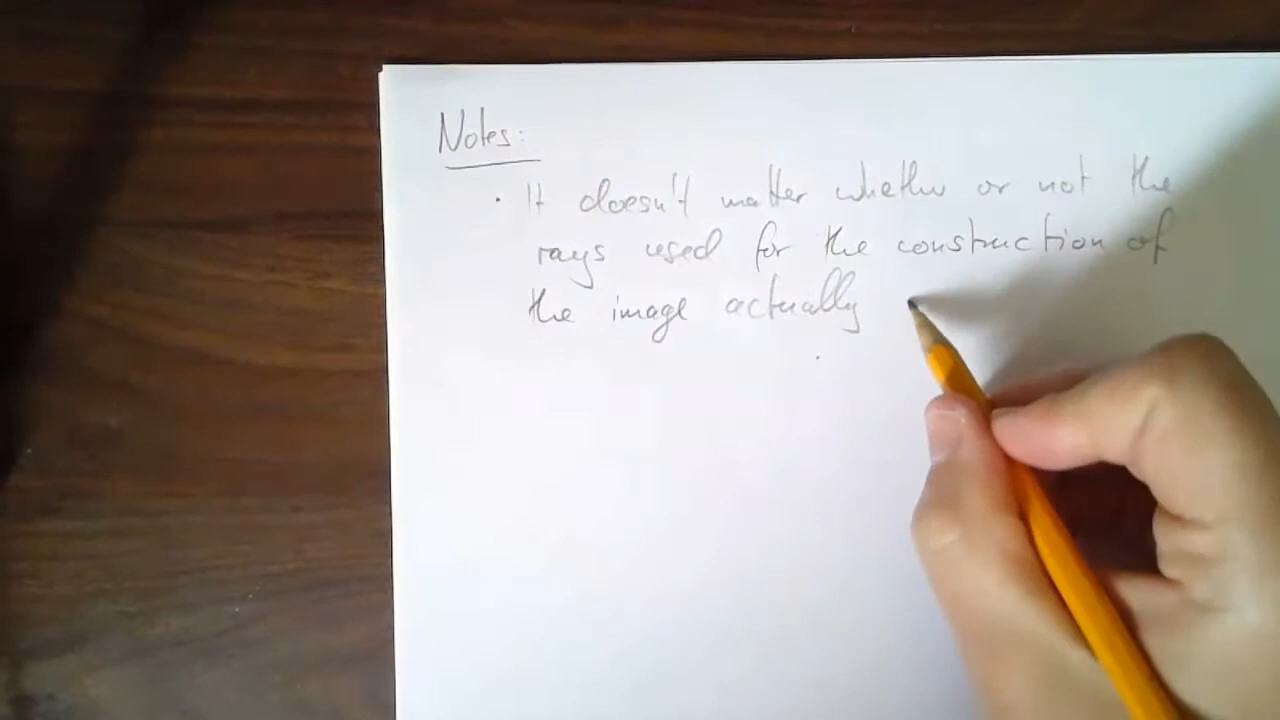 Notes:
· It doesn't matter whether or not the
rays used for the construction of
the image actually